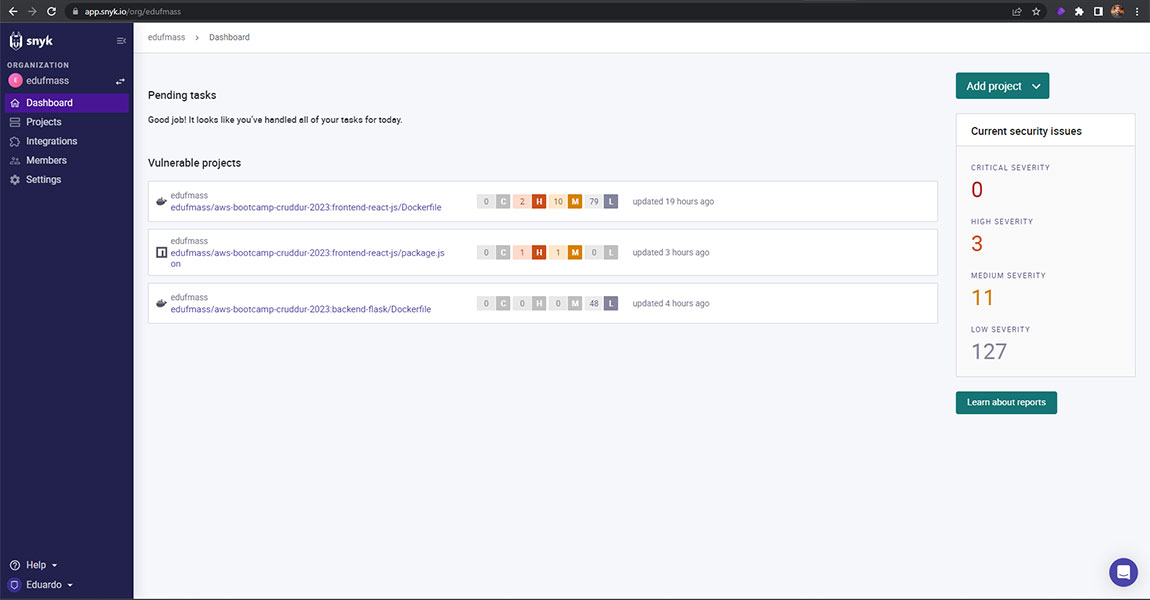 app.snyk.io/org/edufmass
snyk
ORGANIZATION
edufmass
Dashboard
Projects
Integrations
Members
Settings
Help
Eduardo
edufmass > Dashboard
Pending tasks
Good job! It looks like you've handled all of your tasks for today.
Vulnerable projects
edufmass
edufmass/aws-bootcamp-cruddur-2023:frontend-react-js/Dockerfile
0 C 2 H 10 M 79 L updated 19 hours ago
edufmass
edufmass/aws-bootcamp-cruddur-2023:frontend-react-js/package.js
on
0 C 1 H 1 M 0 L updated 3 hours ago
edufmass
edufmass/aws-bootcamp-cruddur-2023:backend-flask/Dockerfile
0 C 0 H 0 M 48 L updated 4 hours ago
Add project
Current security issues
CRITICAL SEVERITY
0
HIGH SEVERITY
3
MEDIUM SEVERITY
11
LOW SEVERITY
127
Learn about reports